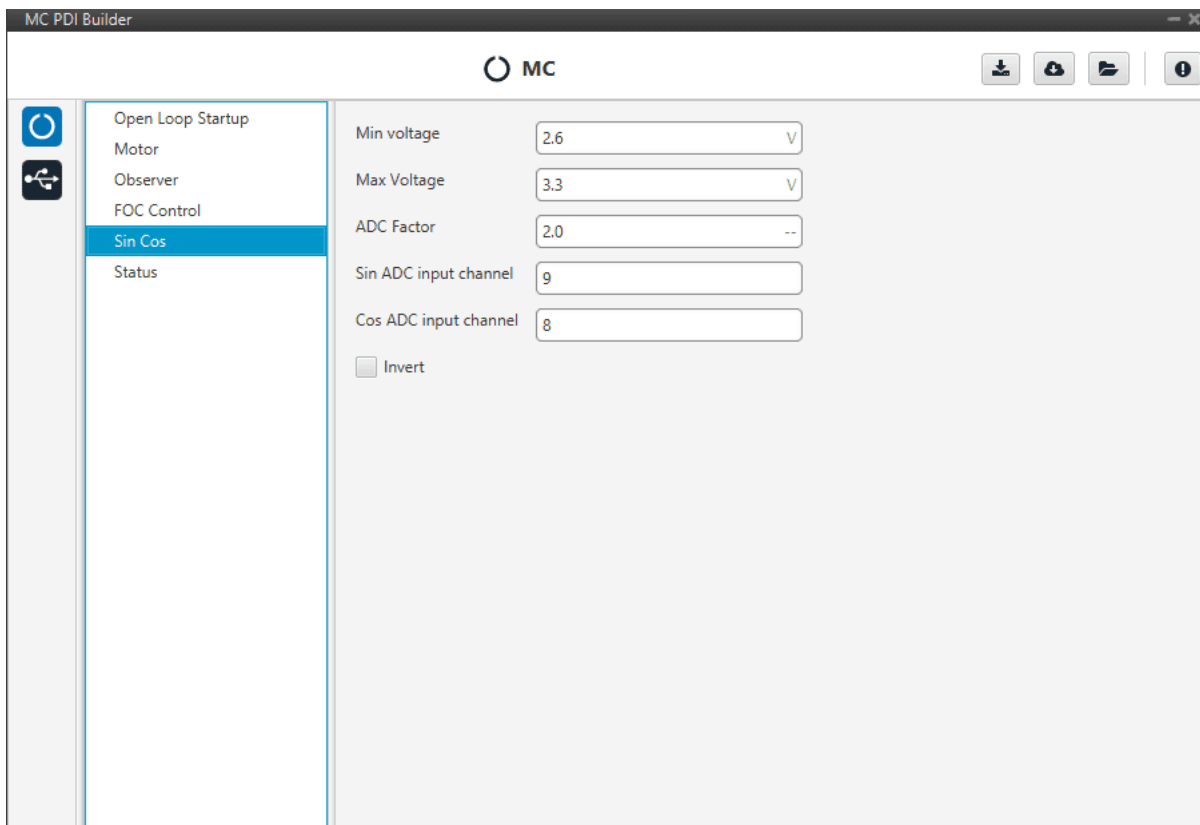 MC PDI Builder
MC
Open Loop Startup
Motor
Observer
FOC Control
Sin Cos
Status
Min voltage
2.6 V
Max Voltage
3.3 V
ADC Factor
2.0 --
Sin ADC input channel
9
Cos ADC input channel
8
Invert